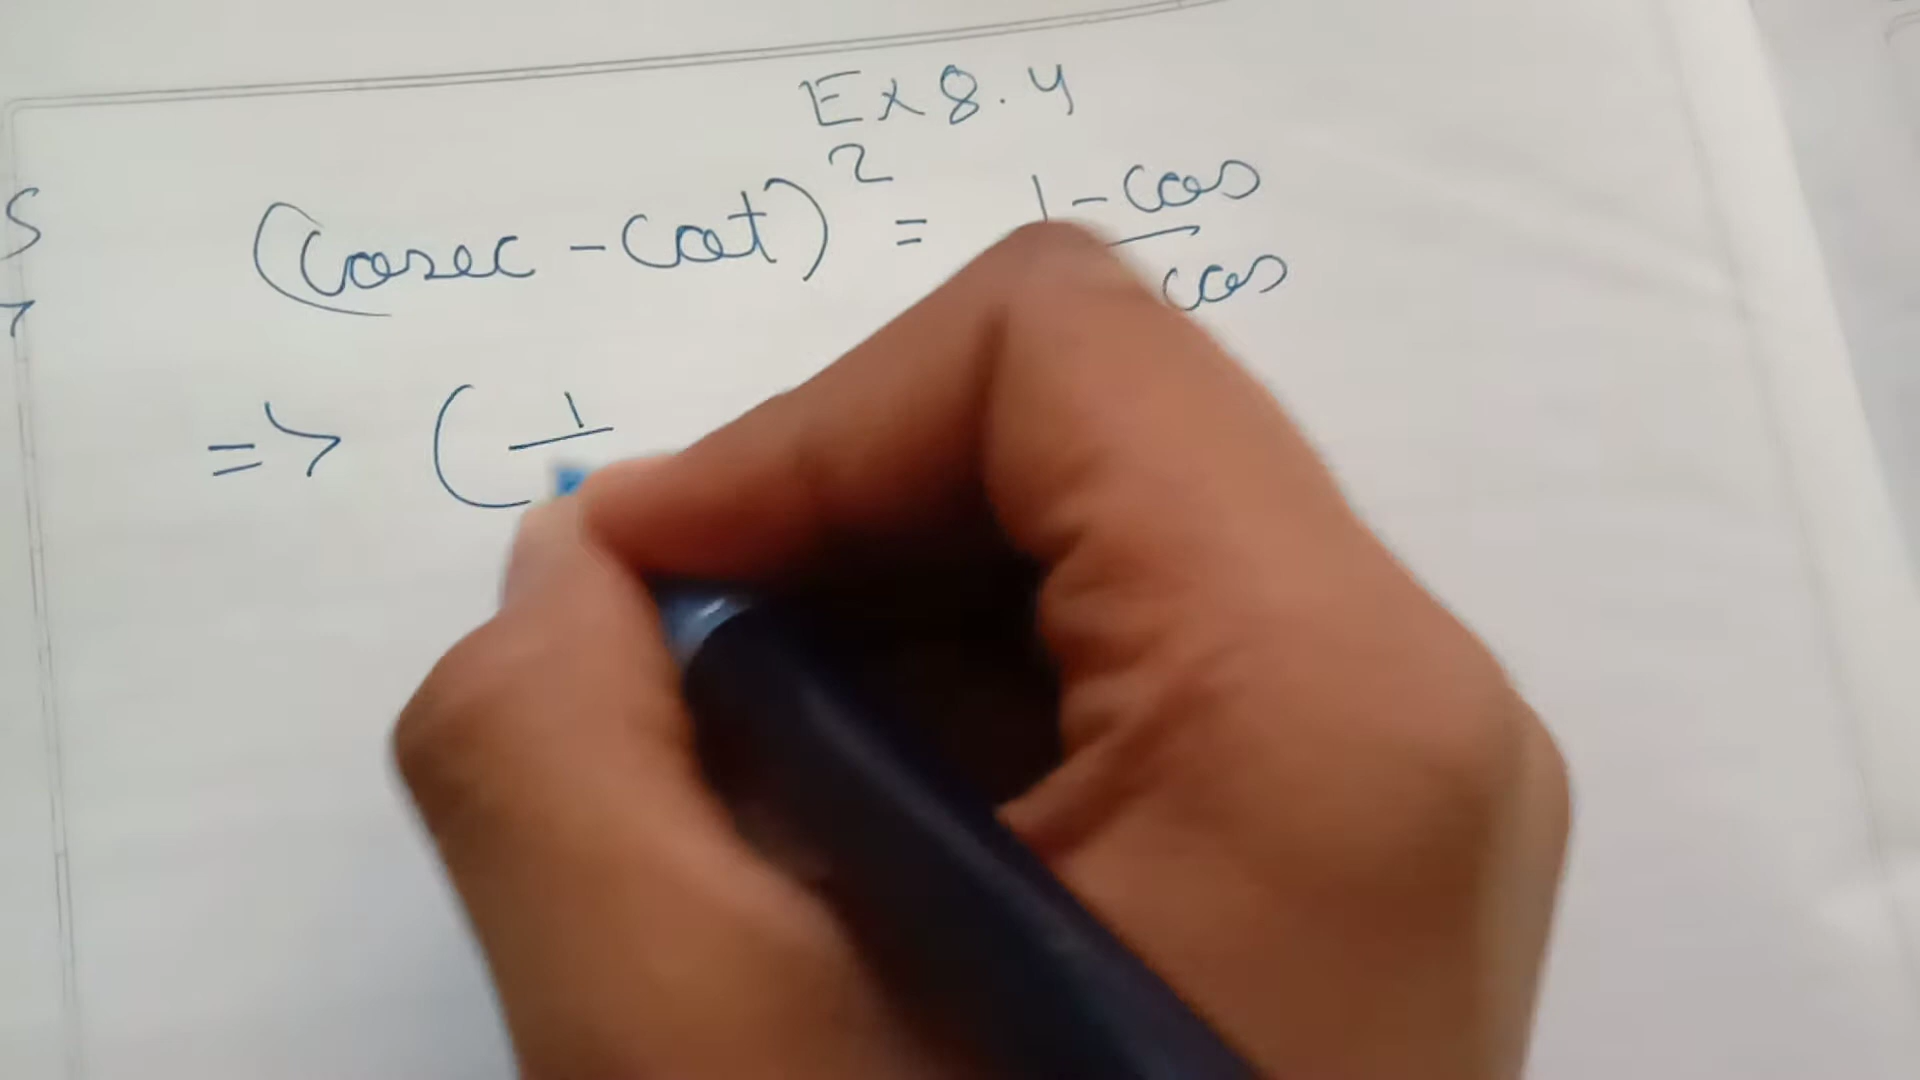 Ex 8.4
(cosec - cot)² = 1 - cos
cos
=> ( 1